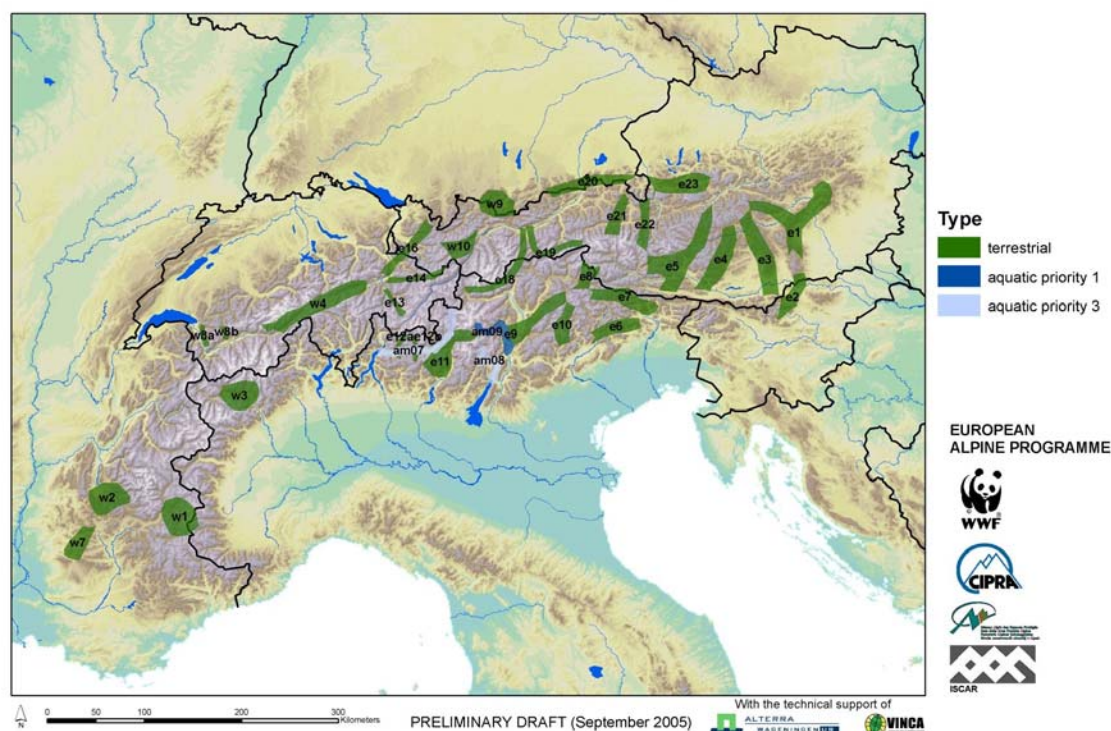 e20
e23
w9
e21
e22
e1
e16
w10
e19
e5
e4
e3
e14
e18
e8
e7
e2
e13
w4
e10
e6
am09
e9
w8a
w8b
am07
am08
e11
w3
w2
w1
w7
Type
terrestrial
aquatic priority 1
aquatic priority 3
EUROPEAN
ALPINE PROGRAMME
WWF
CIPRA
ISCAR
N
0 50 100 200 300
Kilometers
PRELIMINARY DRAFT (September 2005)
With the technical support of
ALTERRA
WAGENINGEN UR
VINCA